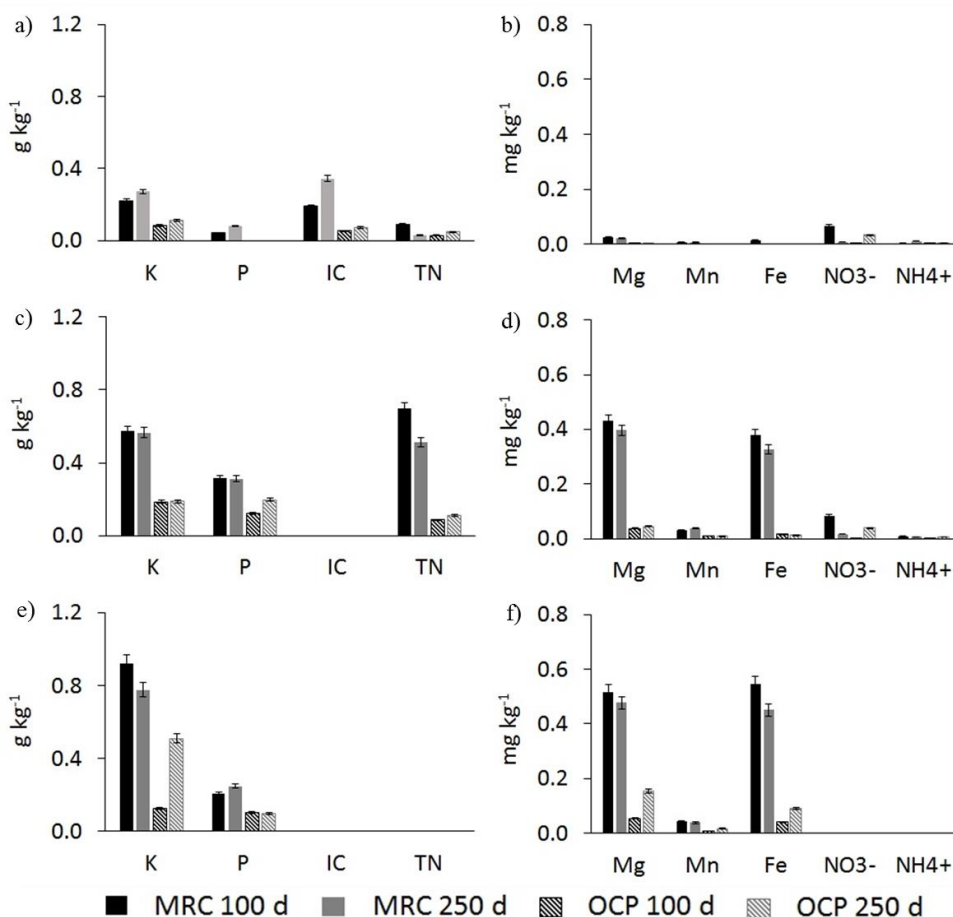 a)
1.2
0.8
0.4
0.0
g kg⁻¹
K P IC TN
b)
0.8
0.6
0.4
0.2
0.0
mg kg⁻¹
Mg Mn Fe NO3- NH4+
c)
1.2
0.8
0.4
0.0
g kg⁻¹
K P IC TN
d)
0.8
0.6
0.4
0.2
0.0
mg kg⁻¹
Mg Mn Fe NO3- NH4+
e)
1.2
0.8
0.4
0.0
g kg⁻¹
K P IC TN
f)
0.8
0.6
0.4
0.2
0.0
mg kg⁻¹
Mg Mn Fe NO3- NH4+
MRC 100 d MRC 250 d OCP 100 d OCP 250 d